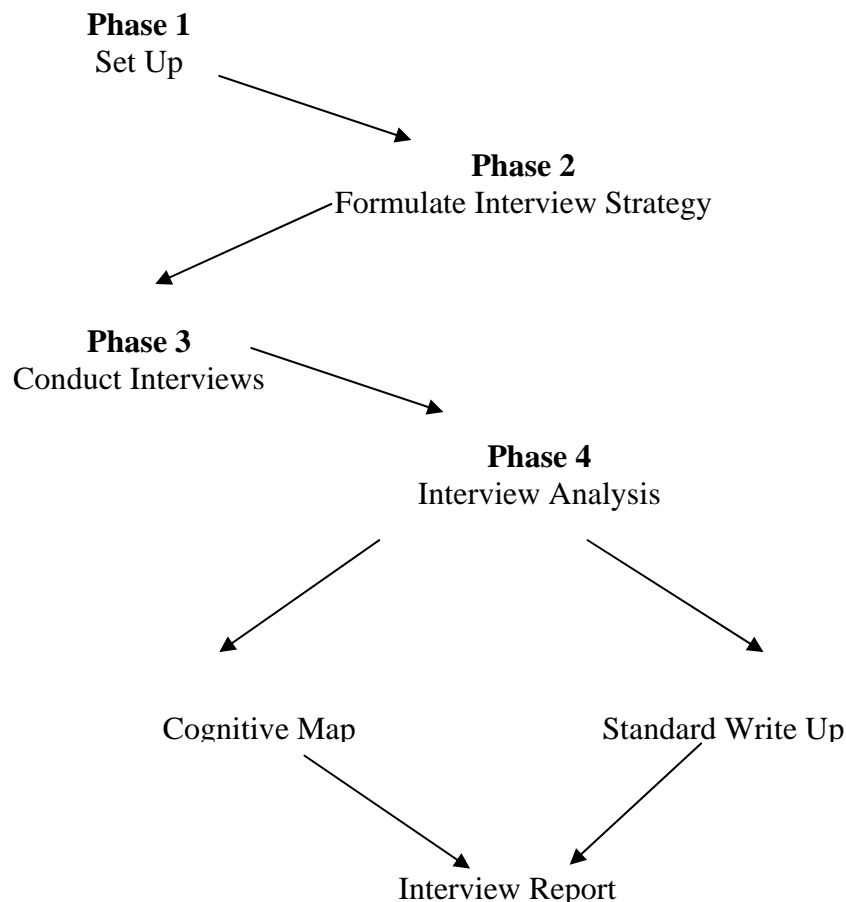 Phase 1
Set Up
Phase 2
Formulate Interview Strategy
Phase 3
Conduct Interviews
Phase 4
Interview Analysis
Cognitive Map
Standard Write Up
Interview Report